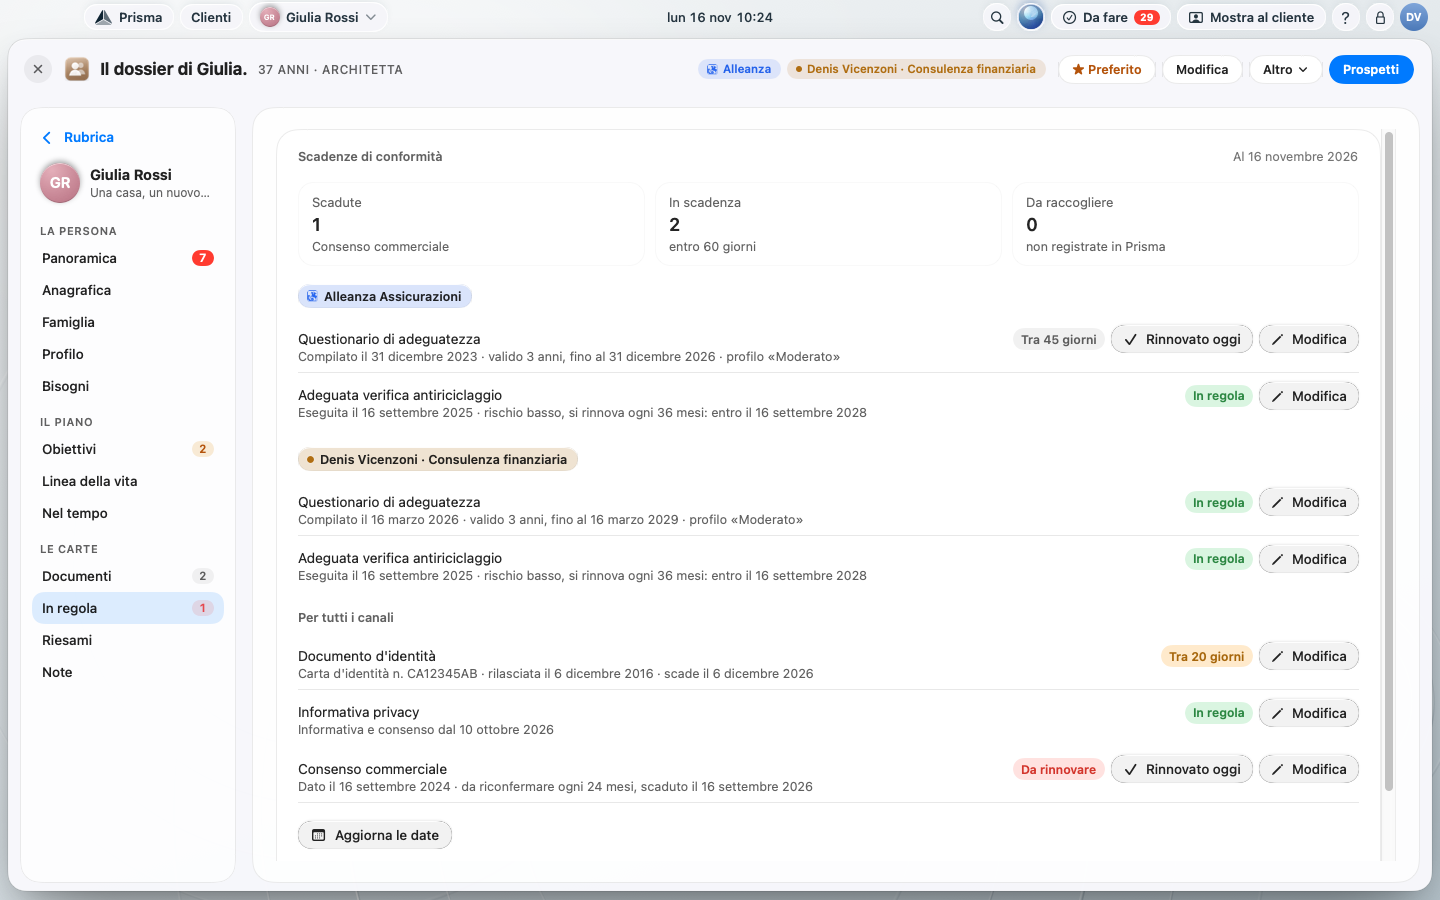 Prisma
Clienti
GR Giulia Rossi
lun 16 nov 10:24
Da fare 29
Mostra al cliente
?
DV
Il dossier di Giulia. 37 ANNI · ARCHITETTA
Alleanza
Denis Vicenzoni · Consulenza finanziaria
Preferito
Modifica
Altro
Prospetti
Rubrica
GR
Giulia Rossi
Una casa, un nuovo...
LA PERSONA
Panoramica 7
Anagrafica
Famiglia
Profilo
Bisogni
IL PIANO
Obiettivi 2
Linea della vita
Nel tempo
LE CARTE
Documenti 2
In regola 1
Riesami
Note
Scadenze di conformità
Al 16 novembre 2026
Scadute
1
Consenso commerciale
In scadenza
2
entro 60 giorni
Da raccogliere
0
non registrate in Prisma
Alleanza Assicurazioni
Questionario di adeguatezza
Compilato il 31 dicembre 2023 · valido 3 anni, fino al 31 dicembre 2026 · profilo «Moderato»
Tra 45 giorni
Rinnovato oggi
Modifica
Adeguata verifica antiriciclaggio
Eseguita il 16 settembre 2025 · rischio basso, si rinnova ogni 36 mesi: entro il 16 settembre 2028
In regola
Modifica
Denis Vicenzoni · Consulenza finanziaria
Questionario di adeguatezza
Compilato il 16 marzo 2026 · valido 3 anni, fino al 16 marzo 2029 · profilo «Moderato»
In regola
Modifica
Adeguata verifica antiriciclaggio
Eseguita il 16 settembre 2025 · rischio basso, si rinnova ogni 36 mesi: entro il 16 settembre 2028
In regola
Modifica
Per tutti i canali
Documento d'identità
Carta d'identità n. CA12345AB · rilasciata il 6 dicembre 2016 · scade il 6 dicembre 2026
Tra 20 giorni
Modifica
Informativa privacy
Informativa e consenso dal 10 ottobre 2026
In regola
Modifica
Consenso commerciale
Dato il 16 settembre 2024 · da riconfermare ogni 24 mesi, scaduto il 16 settembre 2026
Da rinnovare
Rinnovato oggi
Modifica
Aggiorna le date